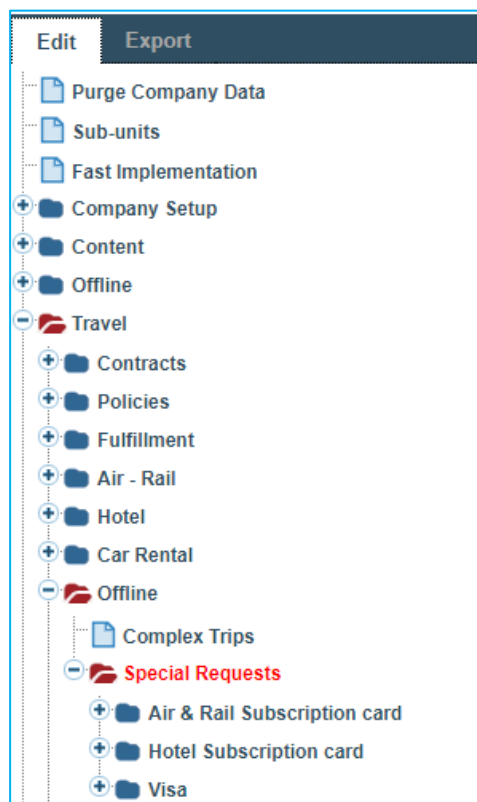 Edit Export
Purge Company Data
Sub-units
Fast Implementation
Company Setup
Content
Offline
Travel
Contracts
Policies
Fulfillment
Air - Rail
Hotel
Car Rental
Offline
Complex Trips
Special Requests
Air & Rail Subscription card
Hotel Subscription card
Visa